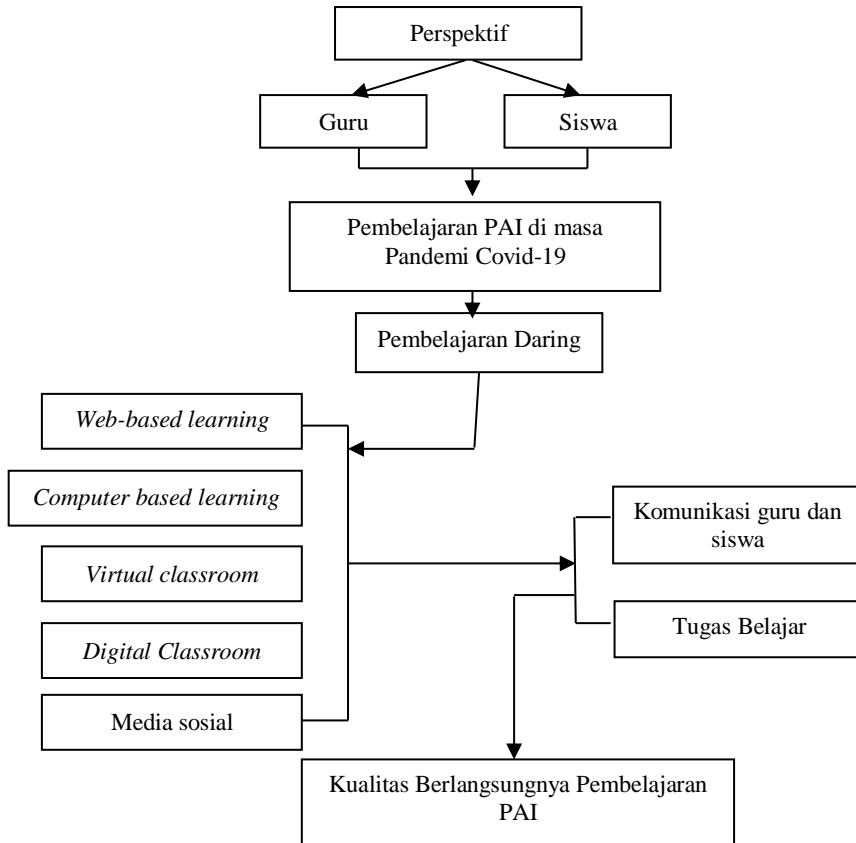 Perspektif
Guru
Siswa
Pembelajaran PAI di masa
Pandemi Covid-19
Pembelajaran Daring
Web-based learning
Computer based learning
Virtual classroom
Digital Classroom
Media sosial
Komunikasi guru dan
siswa
Tugas Belajar
Kualitas Berlangsungnya Pembelajaran
PAI